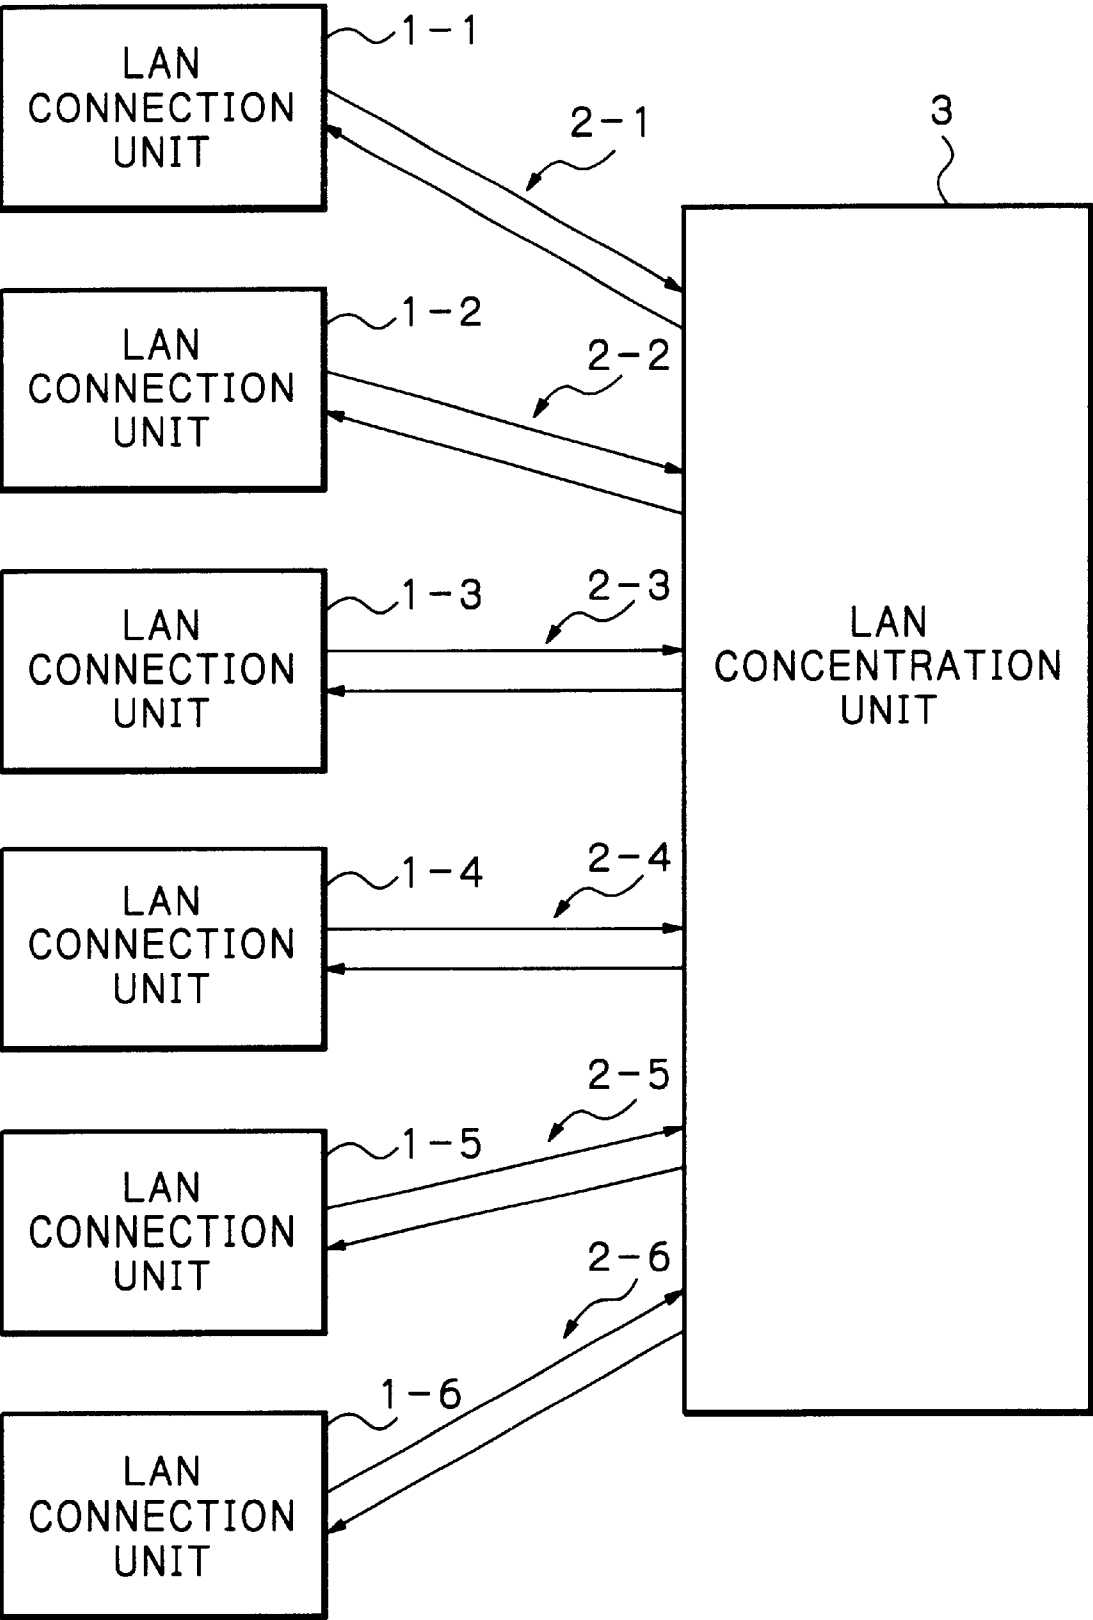 1-1
LAN
CONNECTION
UNIT
2-1
3
1-2
LAN
CONNECTION
UNIT
2-2
1-3
LAN
CONNECTION
UNIT
2-3
LAN
CONCENTRATION
UNIT
1-4
LAN
CONNECTION
UNIT
2-4
1-5
LAN
CONNECTION
UNIT
2-5
2-6
1-6
LAN
CONNECTION
UNIT